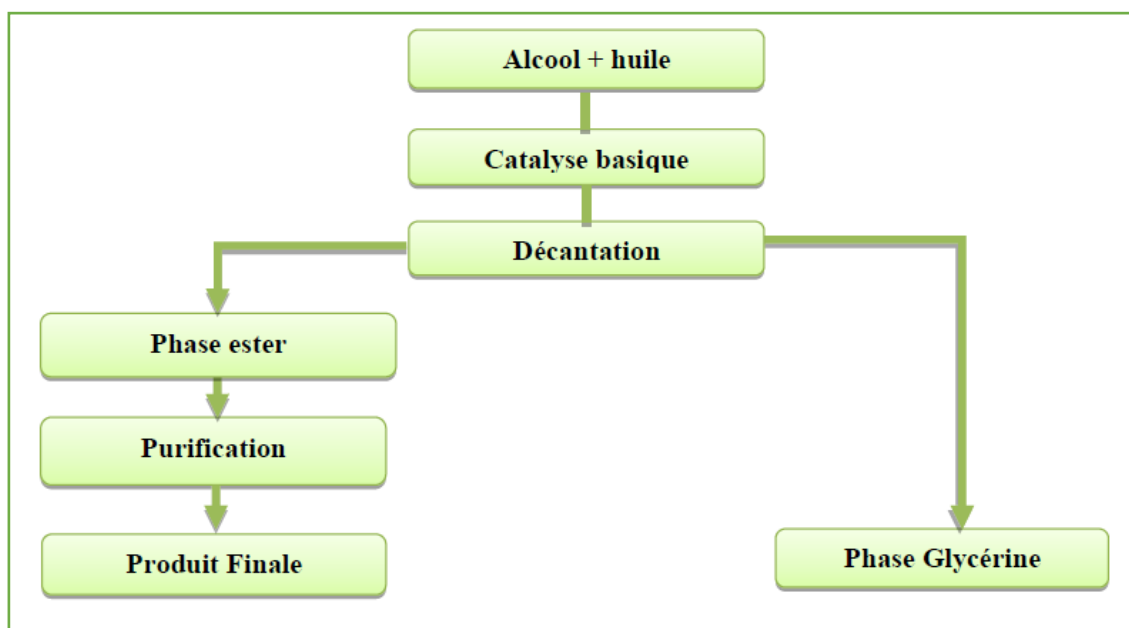 Alcool + huile
Catalyse basique
Décantation
Phase ester
Purification
Produit Finale
Phase Glycérine